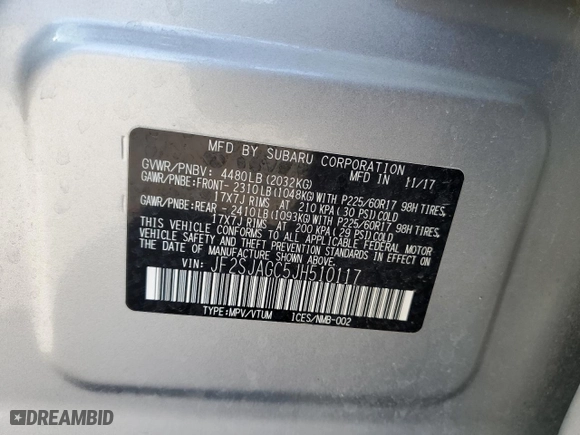 MFD BY SUBARU CORPORATION
GVWR/PNBV: 4480LB(2032KG) MFD IN 11/17
GAWR/PNBE:FRONT- 2310LB(1048KG)WITH P225/60R17 98H TIRES,
17X7J RIMS AT 210 KPA(30 PSI)COLD
GAWR/PNBE:REAR - 2410LB(1093KG)WITH P225/60R17 98H TIRES,
17X7J RIMS AT 200 KPA(29 PSI)COLD
THIS VEHICLE CONFORMS TO ALL APPLICABLE FEDERAL MOTOR
VEHICLE SAFETY, BUMPER, AND THEFT PREVENTION STANDARDS
IN EFFECT ON THE DATE OF MANUFACTURE SHOWN ABOVE.
VIN: JF2SJAGC5JH510117
TYPE:MPV/VTUM ICES/NMB-002
DREAMBID